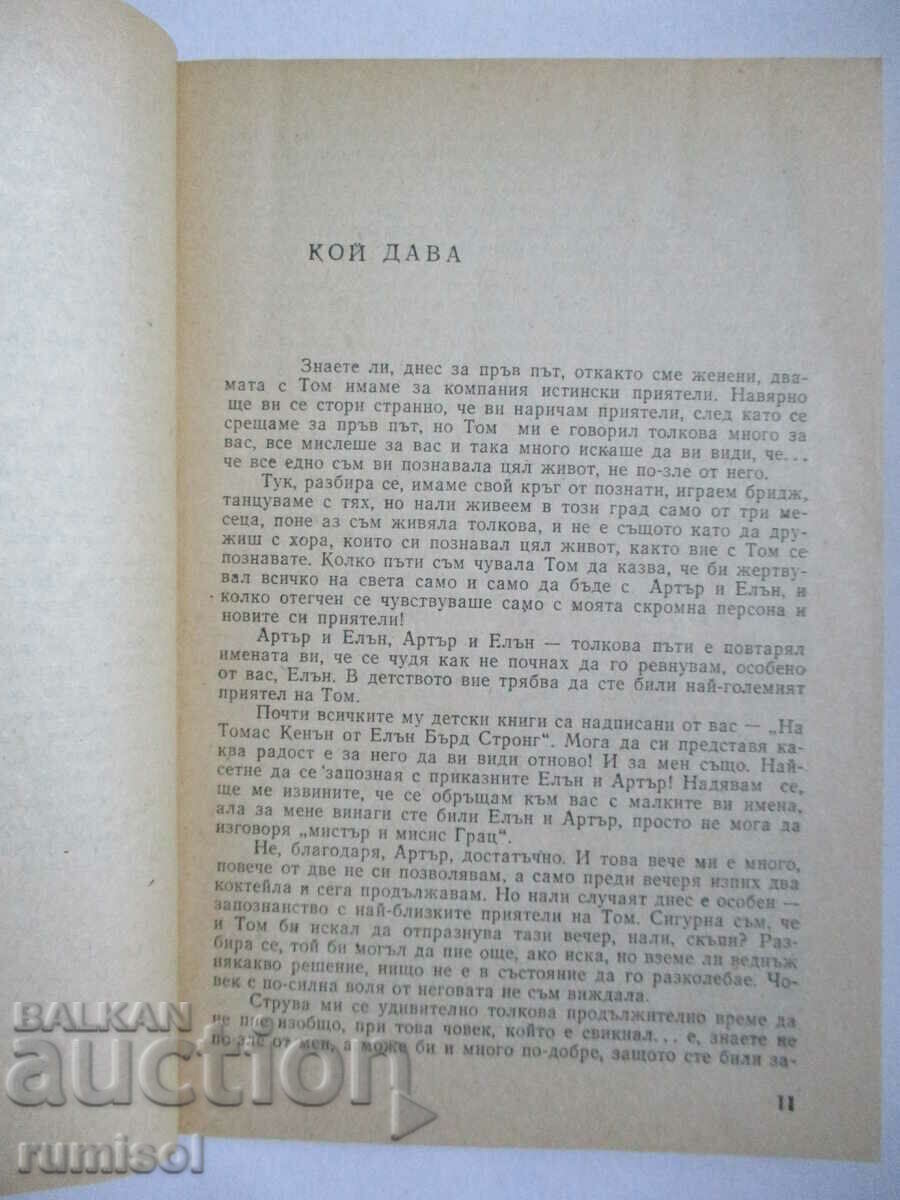 КОЙ ДАВА
Знаете ли, днес за пръв път, откакто сме женени, два-
мата с Том имаме за компания истински приятели. Навярно
ще ви се стори странно, че ви наричам приятели, след като се
срещаме за пръв път, но Том ми е говорил толкова много за
вас, все мислеше за вас и така много искаше да ви види, че...
че все едно съм ви познавала цял живот, не по-зле от него.
Тук, разбира се, имаме свой кръг от познати, играем бридж,
танцуваме с тях, но нали живеем в този град само от три ме-
сеца, поне аз съм живяла толкова, и не е същото като да дру-
жиш с хора, които си познавал цял живот, както вие с Том се
познавате. Колко пъти съм чувала Том да казва, че би жертву-
вал всичко на света само и само да бъде с Артър и Елън, и
колко отегчен се чувствуваше само с моята скромна персона и
новите си приятели!
Артър и Елън, Артър и Елън — толкова пъти е повтарял
имената ви, че се чудя как не почнах да го ревнувам, особено
от вас, Елън. В детството вие трябва да сте били най-големият
приятел на Том.
Почти всичките му детски книги са надписани от вас — „На
Томас Кенън от Елън Бърд Стронг“. Мога да си представя ка-
ква радост е за него да ви види отново! И за мен също. Най-
сетне да се запозная с приказните Елън и Артър! Надявам се,
ще ме извините, че се обръщам към вас с малките ви имена,
ала за мене винаги сте били Елън и Артър, просто не мога да
изговоря „мистър и мисис Грац“.
Не, благодаря, Артър, достатъчно. И това вече ми е много,
повече от две не си позволявам, а само преди вечеря изпих два
коктейла и сега продължавам. Но нали случаят днес е особен —
запознанство с най-близките приятели на Том. Сигурна съм, че
и Том би искал да отпразнува тази вечер, нали, скъпи? Раз-
бира се, той би могъл да пие още, ако иска, но вземе ли веднъж
някакво решение, нищо не е в състояние да го разколебае. Чо-
век с по-силна воля от неговата не съм виждала.
Струва ми се удивително толкова продължително време да
не пие изобщо, при това човек, който е свикнал... е, знаете не
по зле от мен, а може би и много по-добре, защото сте били за-
11
BALKAN
auction
rumisol